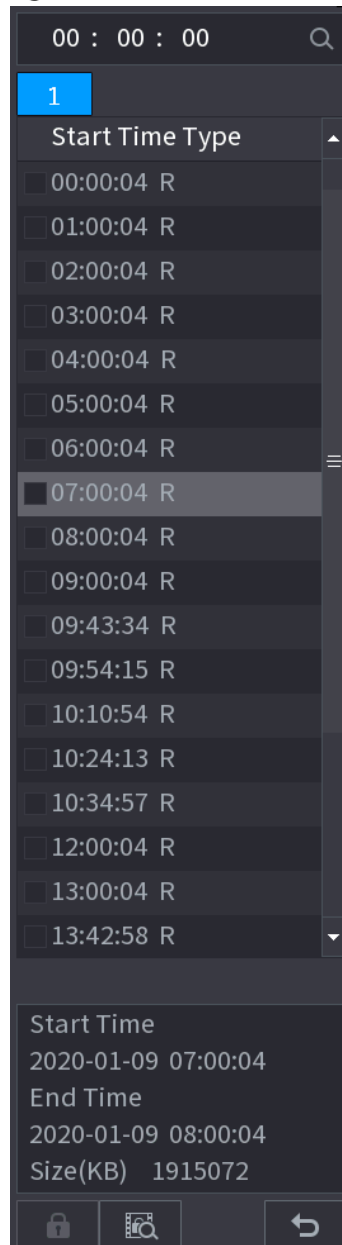 00 : 00 : 00
1
Start Time Type
00:00:04 R
01:00:04 R
02:00:04 R
03:00:04 R
04:00:04 R
05:00:04 R
06:00:04 R
07:00:04 R
08:00:04 R
09:00:04 R
09:43:34 R
09:54:15 R
10:10:54 R
10:24:13 R
10:34:57 R
12:00:04 R
13:00:04 R
13:42:58 R
Start Time
2020-01-09 07:00:04
End Time
2020-01-09 08:00:04
Size(KB) 1915072